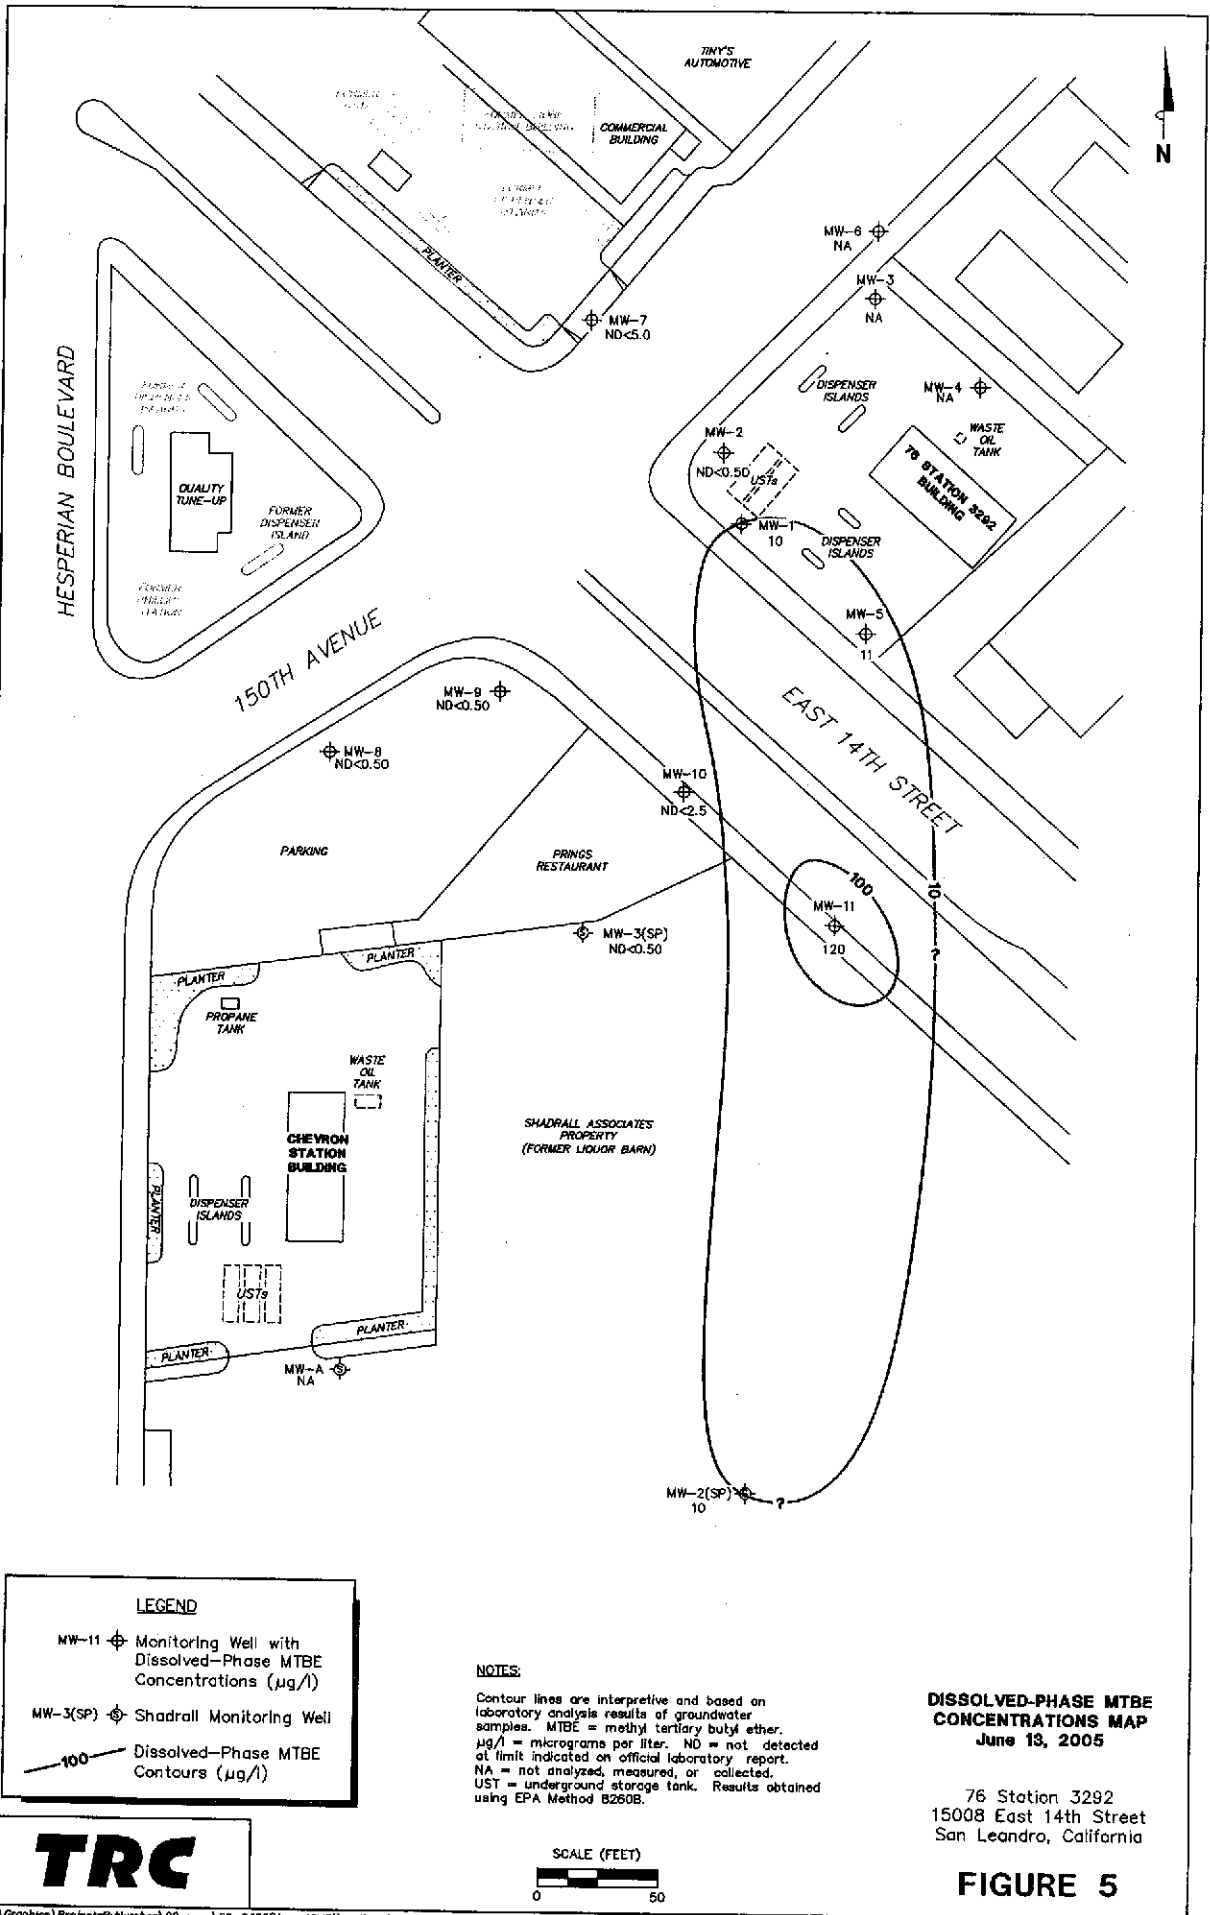 TINY'S
AUTOMOTIVE
COMMERCIAL
BUILDING
N
PLANTER
MW-6
NA
MW-3
NA
MW-7
ND<5.0
HESPERIAN BOULEVARD
DISPENSER
ISLANDS
MW-4
NA
WASTE
OIL
TANK
MW-2
ND<0.50
USTs
76 STATION 3292
BUILDING
QUALITY
TUNE-UP
FORMER
DISPENSER
ISLAND
MW-1
10
DISPENSER
ISLANDS
MW-5
11
150TH AVENUE
EAST 14TH STREET
MW-9
ND<0.50
MW-8
ND<0.50
MW-10
ND<2.5
PARKING
PRINGS
RESTAURANT
100
10
MW-11
120
?
MW-3(SP)
ND<0.50
PLANTER
PLANTER
PROPANE
TANK
WASTE
OIL
TANK
CHEVRON
STATION
BUILDING
SHADRALL ASSOCIATES
PROPERTY
(FORMER LIQUOR BARN)
PLANTER
DISPENSER
ISLANDS
USTs
PLANTER
PLANTER
MW-A
NA
MW-2(SP)
10
?
LEGEND
MW-11 Monitoring Well with
Dissolved-Phase MTBE
Concentrations (µg/l)
MW-3(SP) Shadrall Monitoring Well
100 Dissolved-Phase MTBE
Contours (µg/l)
NOTES:
Contour lines are interpretive and based on
laboratory analysis results of groundwater
samples. MTBE = methyl tertiary butyl ether.
µg/l = micrograms per liter. ND = not detected
at limit indicated on official laboratory report.
NA = not analyzed, measured, or collected.
UST = underground storage tank. Results obtained
using EPA Method 8260B.
DISSOLVED-PHASE MTBE
CONCENTRATIONS MAP
June 13, 2005
76 Station 3292
15008 East 14th Street
San Leandro, California
TRC
SCALE (FEET)
0 50
FIGURE 5